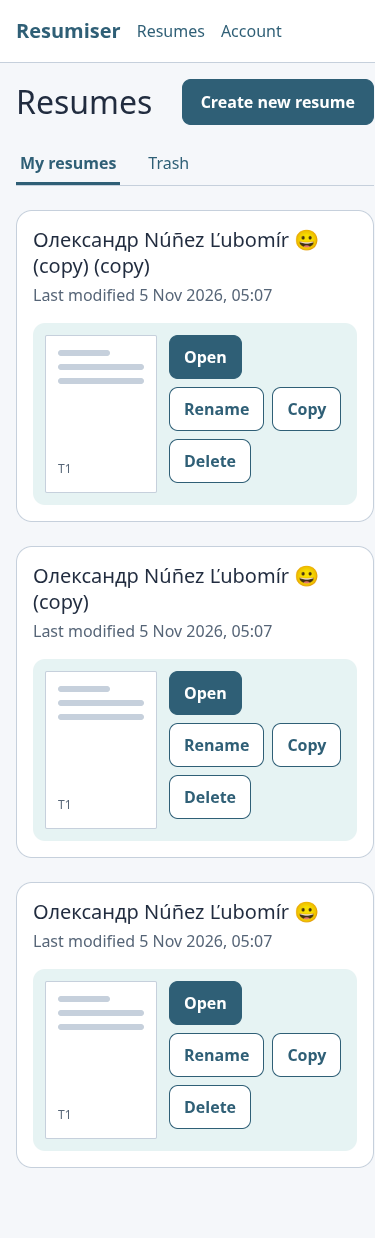 Resumiser Resumes Account
Resumes Create new resume
My resumes Trash
Олександр Núñez Ľubomír 😀
(copy) (copy)
Last modified 5 Nov 2026, 05:07
Open
Rename Copy
Delete
T1
Олександр Núñez Ľubomír 😀
(copy)
Last modified 5 Nov 2026, 05:07
Open
Rename Copy
Delete
T1
Олександр Núñez Ľubomír 😀
Last modified 5 Nov 2026, 05:07
Open
Rename Copy
Delete
T1